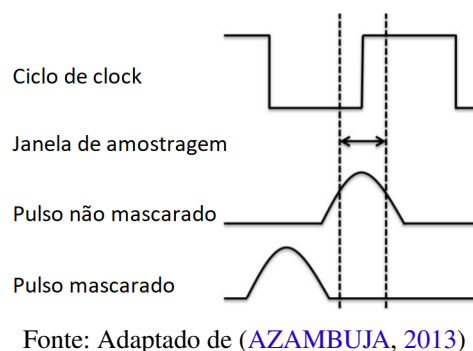 Ciclo de clock
Janela de amostragem
Pulso não mascarado
Pulso mascarado
Fonte: Adaptado de (AZAMBUJA, 2013)